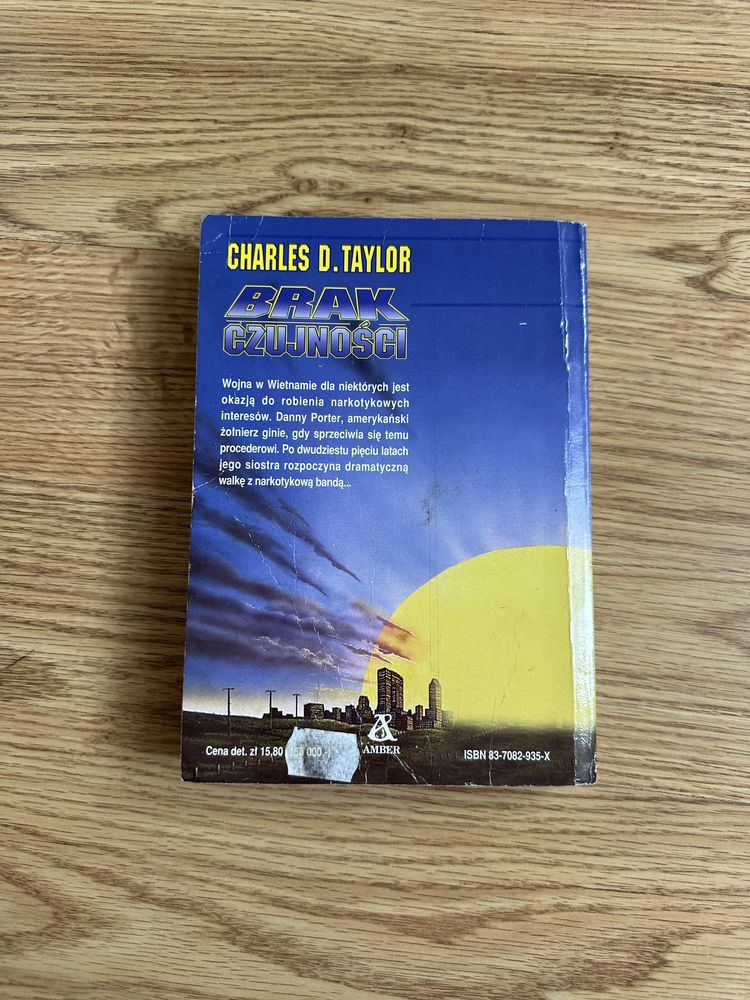 CHARLES D. TAYLOR
BRAK
CZUJNOŚCI
Wojna w Wietnamie dla niektórych jest
okazją do robienia narkotykowych
interesów. Danny Porter, amerykański
żołnierz ginie, gdy sprzeciwia się temu
procederowi. Po dwudziestu pięciu latach
jego siostra rozpoczyna dramatyczną
walkę z narkotykową bandą...
Cena det. zł 15,80 (158 000,-)
AMBER
ISBN 83-7082-935-X